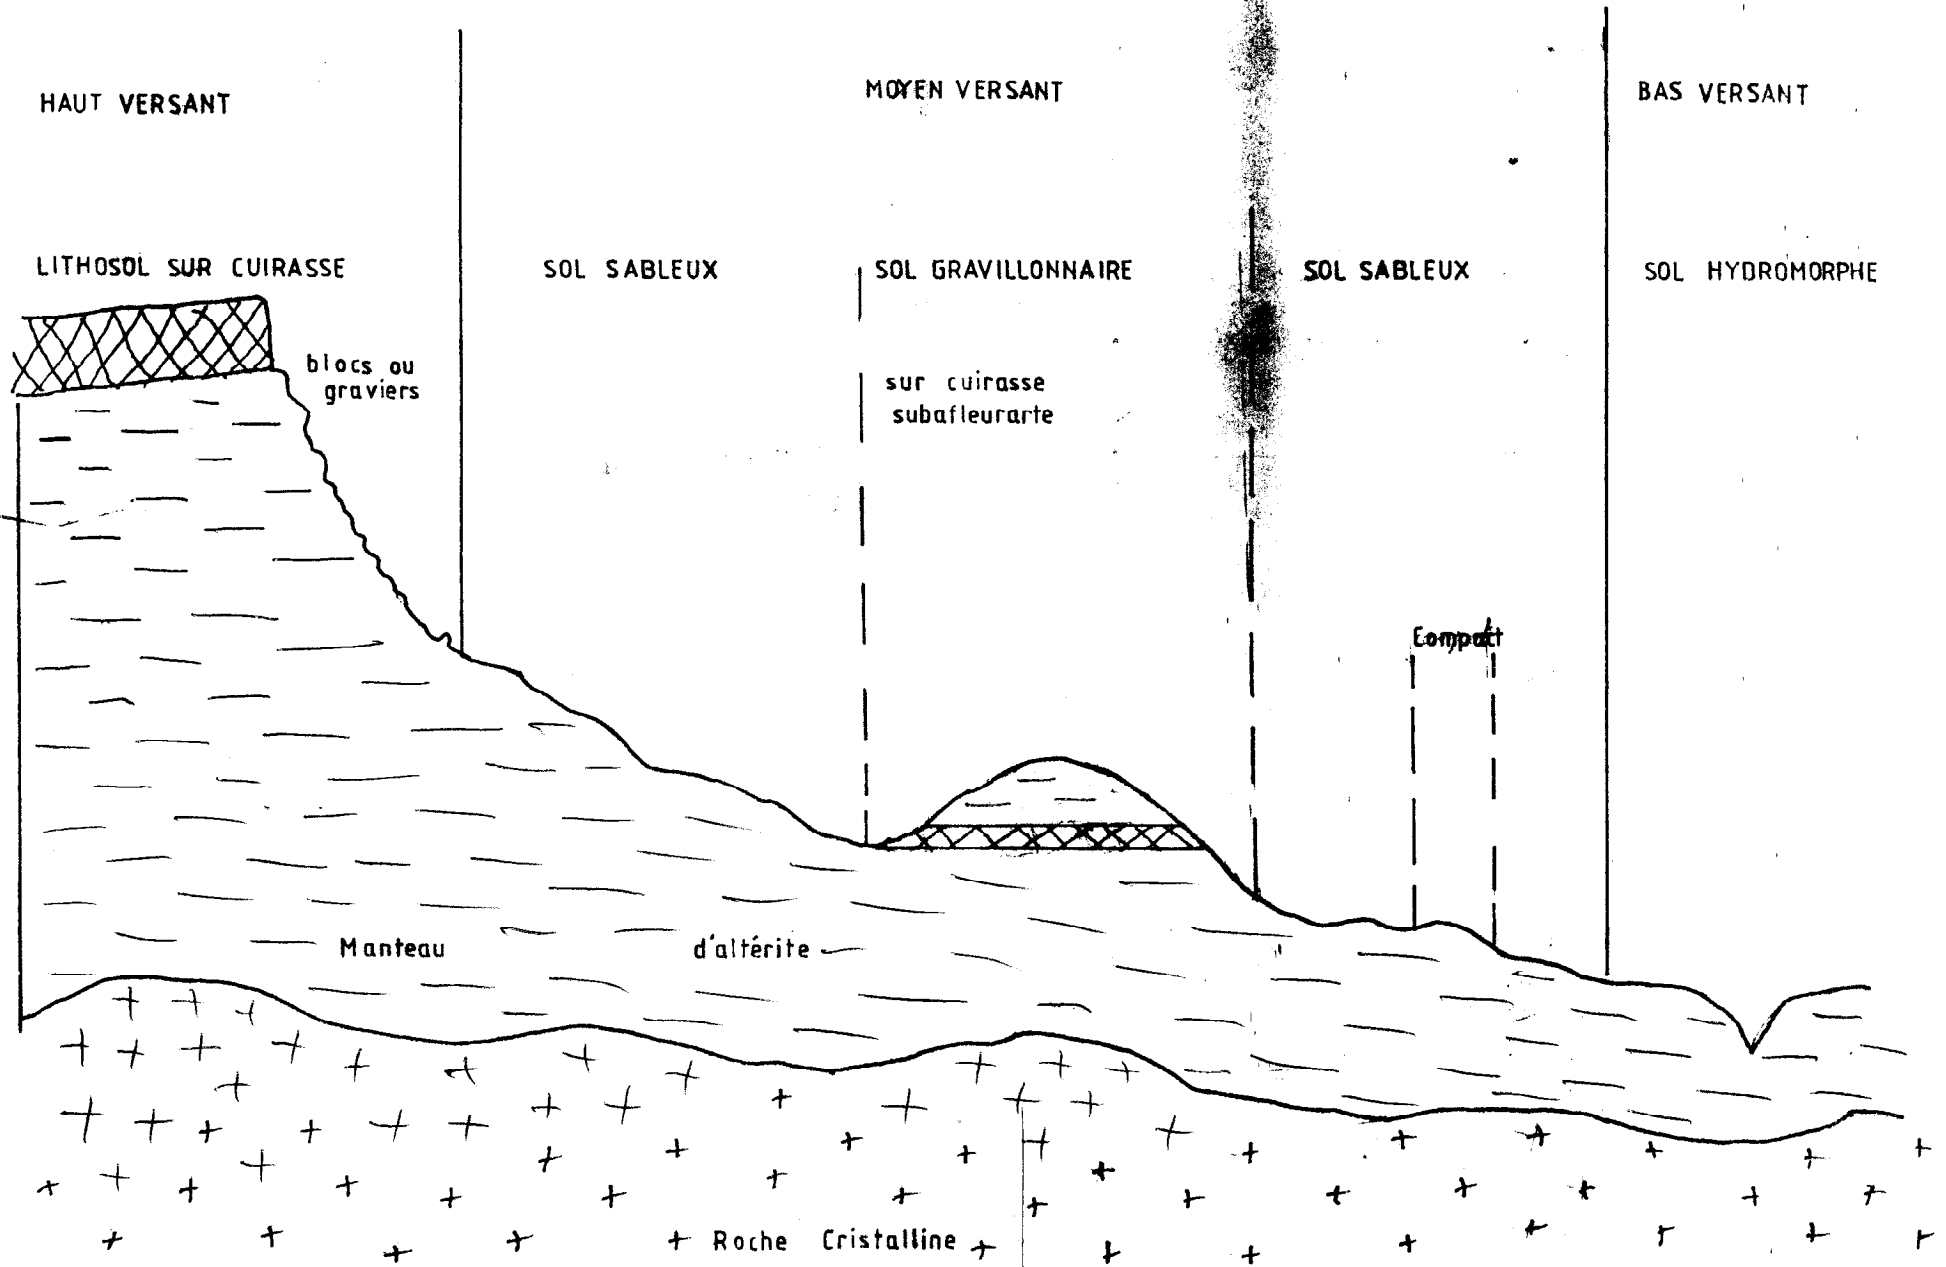 HAUT VERSANT
MOYEN VERSANT
BAS VERSANT
LITHOSOL SUR CUIRASSE
SOL SABLEUX
SOL GRAVILLONNAIRE
SOL SABLEUX
SOL HYDROMORPHE
blocs ou
graviers
sur cuirasse
subafleurarte
Compact
Manteau d'altérite
Roche Cristalline